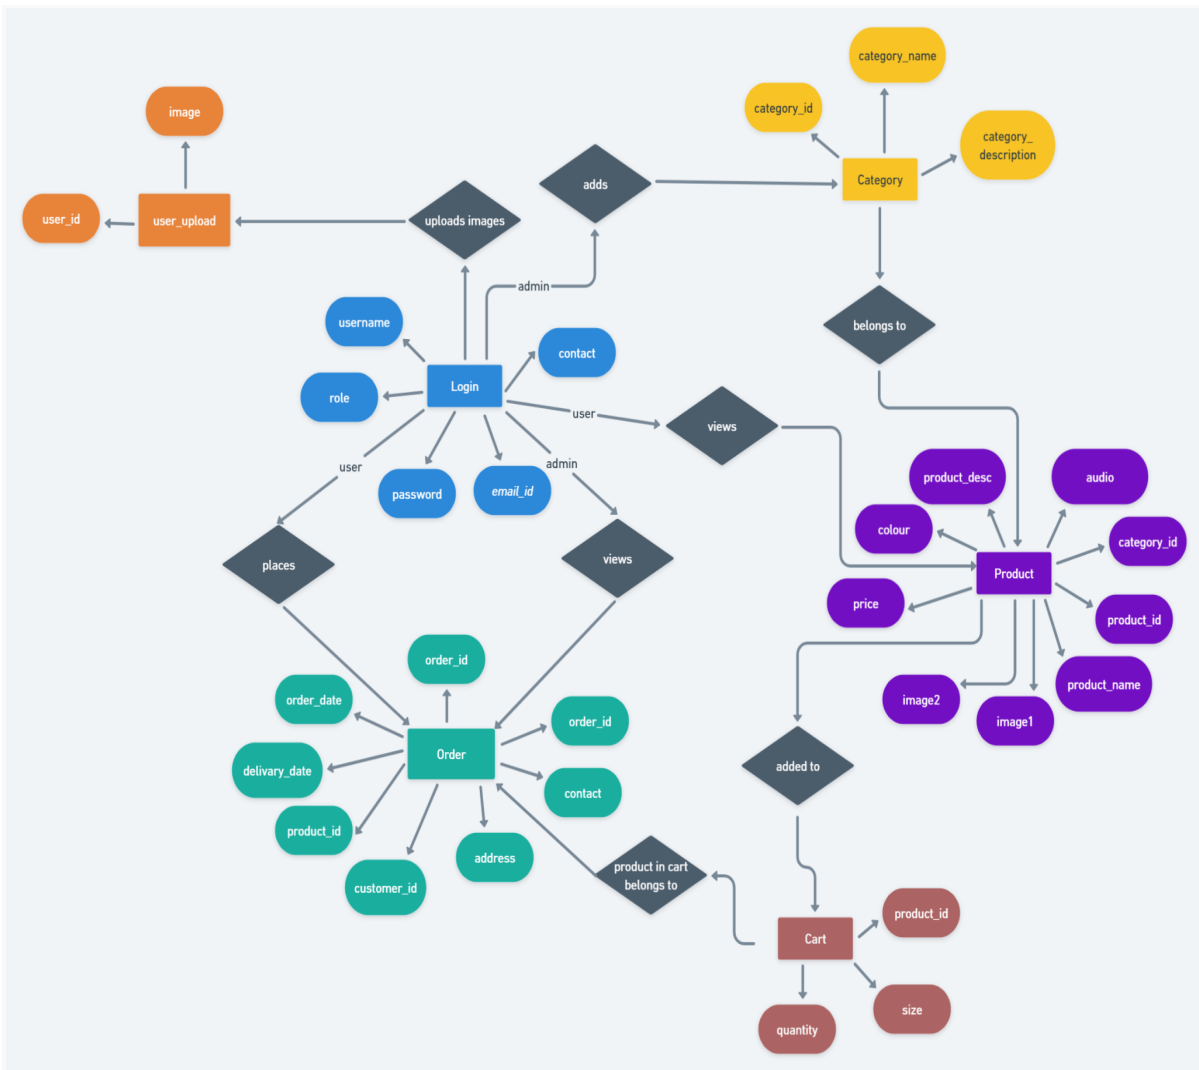 category_name
category_id
category_
description
image
adds
Category
user_id
user_upload
uploads images
admin
username
belongs to
contact
Login
role
user
views
user
admin
password
email_id
product_desc
audio
colour
category_id
places
views
Product
price
product_id
order_id
product_name
order_date
image2
order_id
image1
Order
delivary_date
added to
contact
product_id
address
product in cart
belongs to
customer_id
product_id
Cart
size
quantity